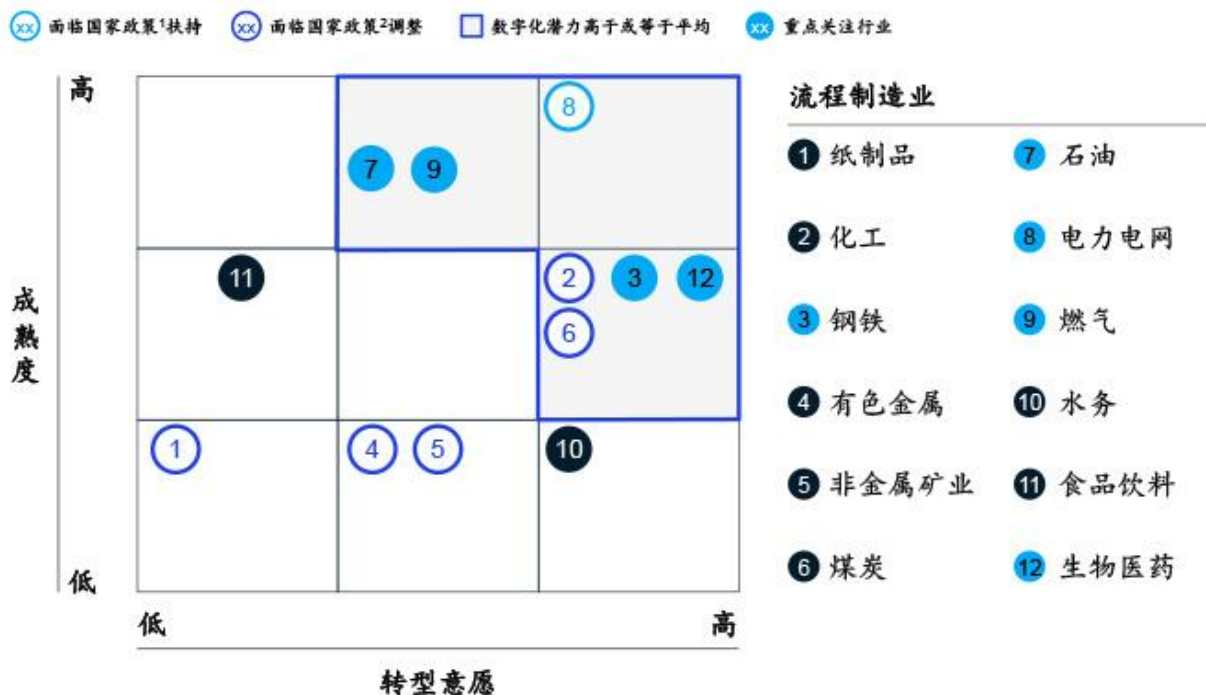 xx 面临国家政策¹扶持 xx 面临国家政策²调整 数字化潜力高于或等于平均 xx 重点关注行业
高
8
7 9
11
2 3 12
6
1 4 5 10
低
成熟度
低 高
转型意愿
流程制造业
1 纸制品 7 石油
2 化工 8 电力电网
3 钢铁 9 燃气
4 有色金属 10 水务
5 非金属矿业 11 食品饮料
6 煤炭 12 生物医药